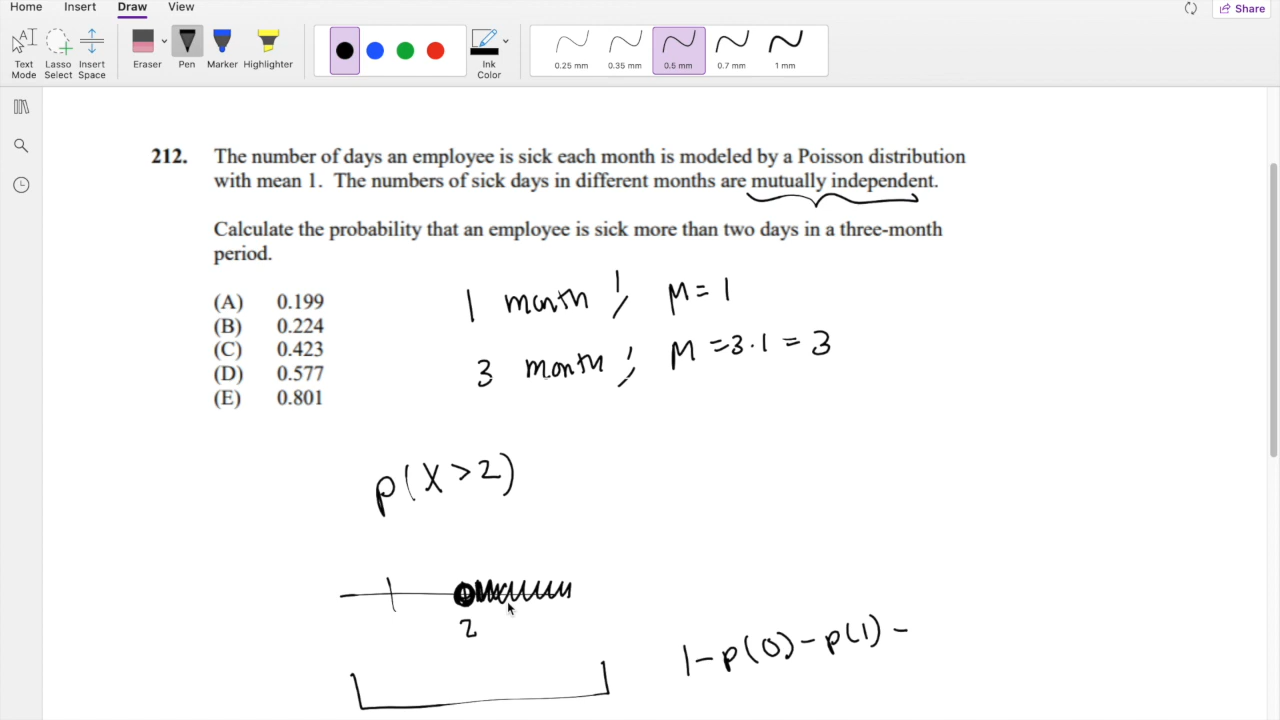 Home Insert Draw View Share
Text Mode Lasso Select Insert Space Eraser Pen Marker Highlighter Ink Color 0.25 mm 0.35 mm 0.5 mm 0.7 mm 1 mm
212. The number of days an employee is sick each month is modeled by a Poisson distribution
with mean 1. The numbers of sick days in different months are mutually independent.
Calculate the probability that an employee is sick more than two days in a three-month
period.
(A) 0.199
(B) 0.224
(C) 0.423
(D) 0.577
(E) 0.801
1 month ; M = 1
3 month ; M = 3 · 1 = 3
p(X > 2)
2
1 - p(0) - p(1) -